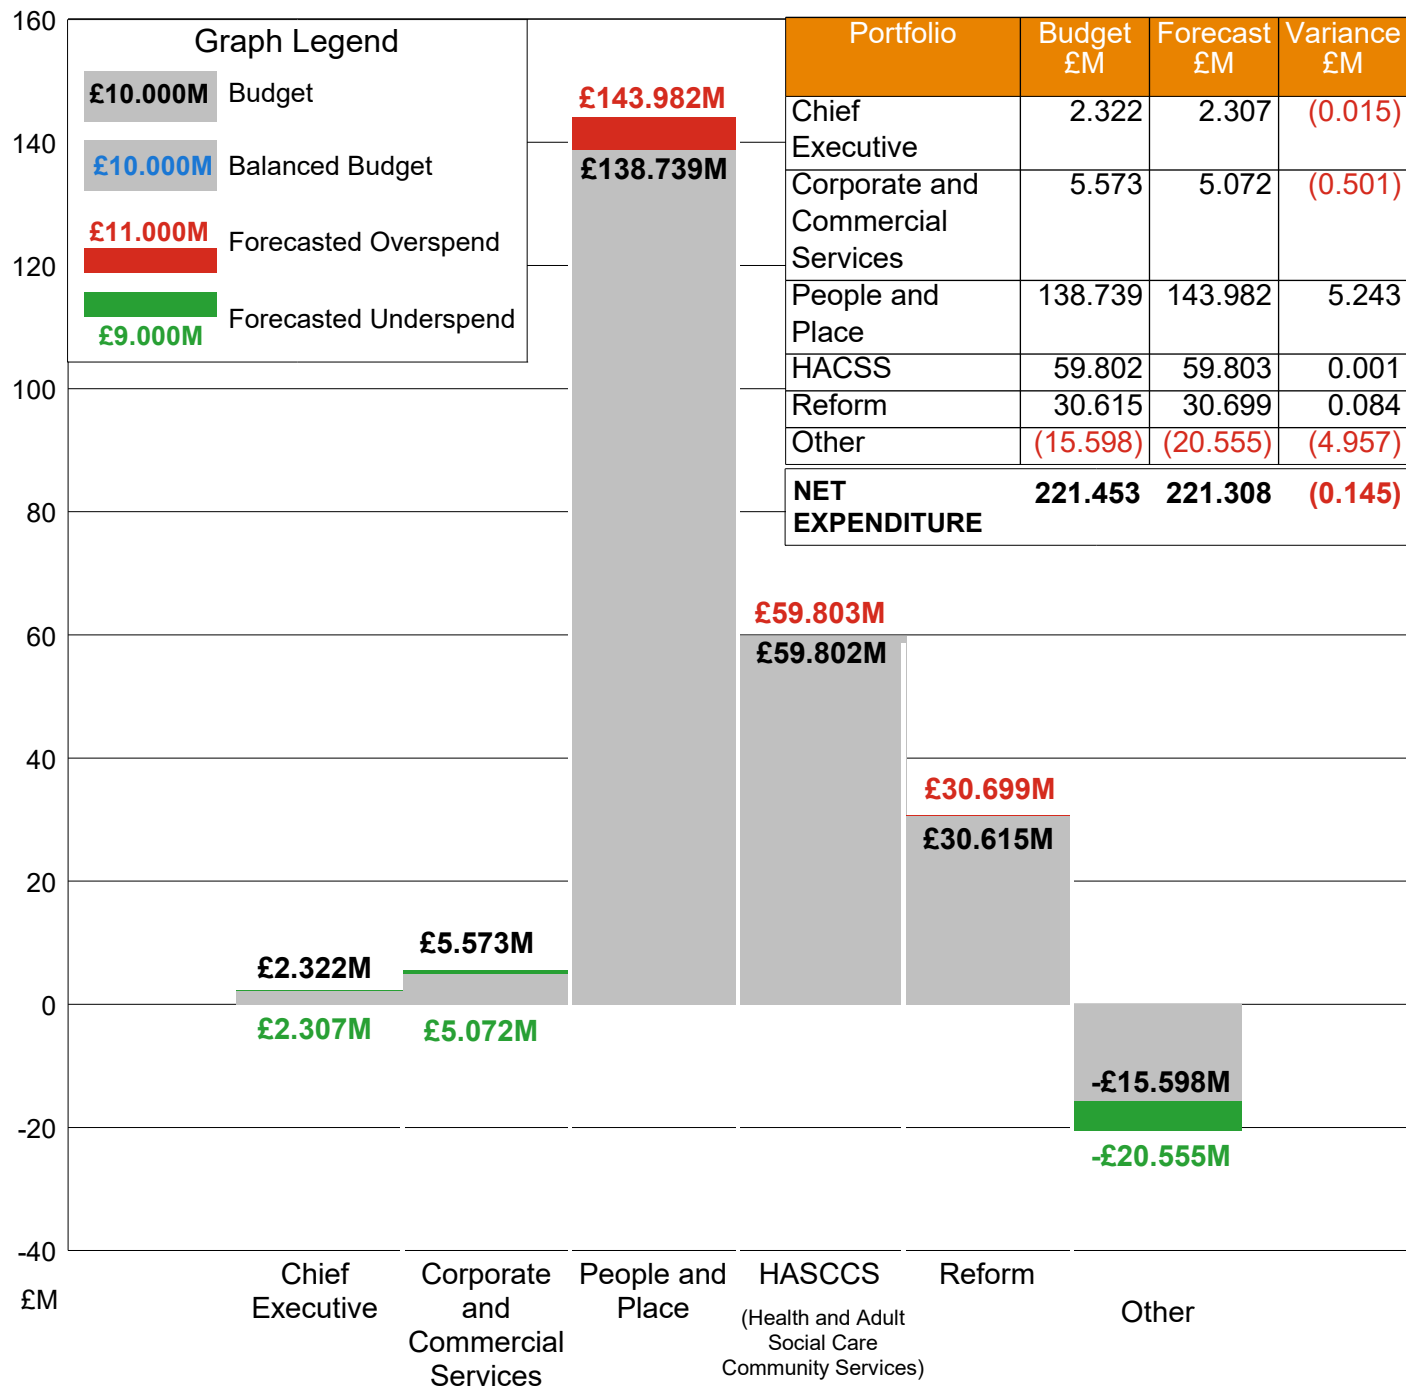 160
140
120
100
80
60
40
20
0
-20
-40
£M
Graph Legend
£10.000M Budget
£10.000M Balanced Budget
£11.000M Forecasted Overspend
Forecasted Underspend
£9.000M
Portfolio Budget £M Forecast £M Variance £M
Chief Executive 2.322 2.307 (0.015)
Corporate and Commercial Services 5.573 5.072 (0.501)
People and Place 138.739 143.982 5.243
HACSS 59.802 59.803 0.001
Reform 30.615 30.699 0.084
Other (15.598) (20.555) (4.957)
NET EXPENDITURE 221.453 221.308 (0.145)
£143.982M
£138.739M
£59.803M
£59.802M
£30.699M
£30.615M
£5.573M
£2.322M
£2.307M
£5.072M
-£15.598M
-£20.555M
Chief
Executive
Corporate
and
Commercial
Services
People and
Place
HASCCS
(Health and Adult
Social Care
Community Services)
Reform
Other